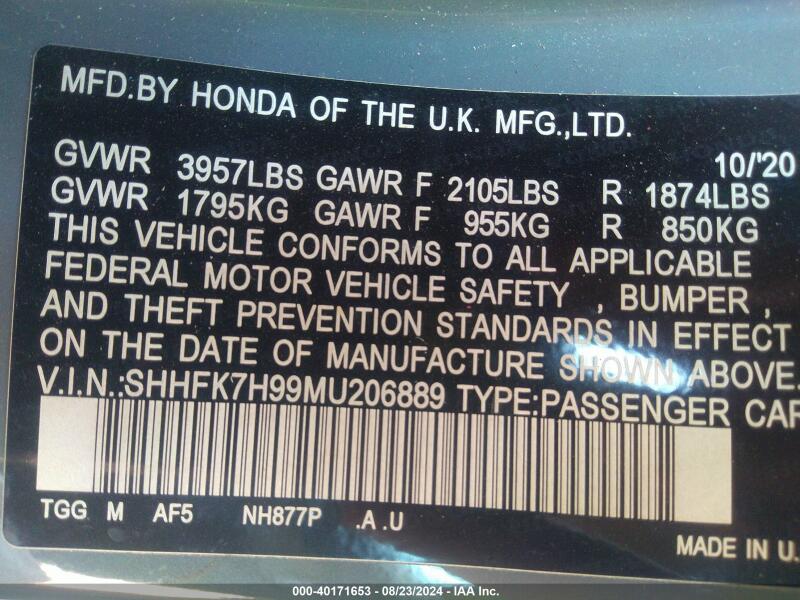 MFD.BY HONDA OF THE U.K. MFG.,LTD.
10/'20
GVWR 3957LBS GAWR F 2105LBS R 1874LBS
GVWR 1795KG GAWR F 955KG R 850KG
THIS VEHICLE CONFORMS TO ALL APPLICABLE
FEDERAL MOTOR VEHICLE SAFETY , BUMPER ,
AND THEFT PREVENTION STANDARDS IN EFFECT
ON THE DATE OF MANUFACTURE SHOWN ABOVE.
V.I.N.:SHHFK7H99MU206889 TYPE:PASSENGER CAR
TGG M AF5 NH877P .A .U
MADE IN U.
000-40171653 - 08/23/2024 - IAA Inc.